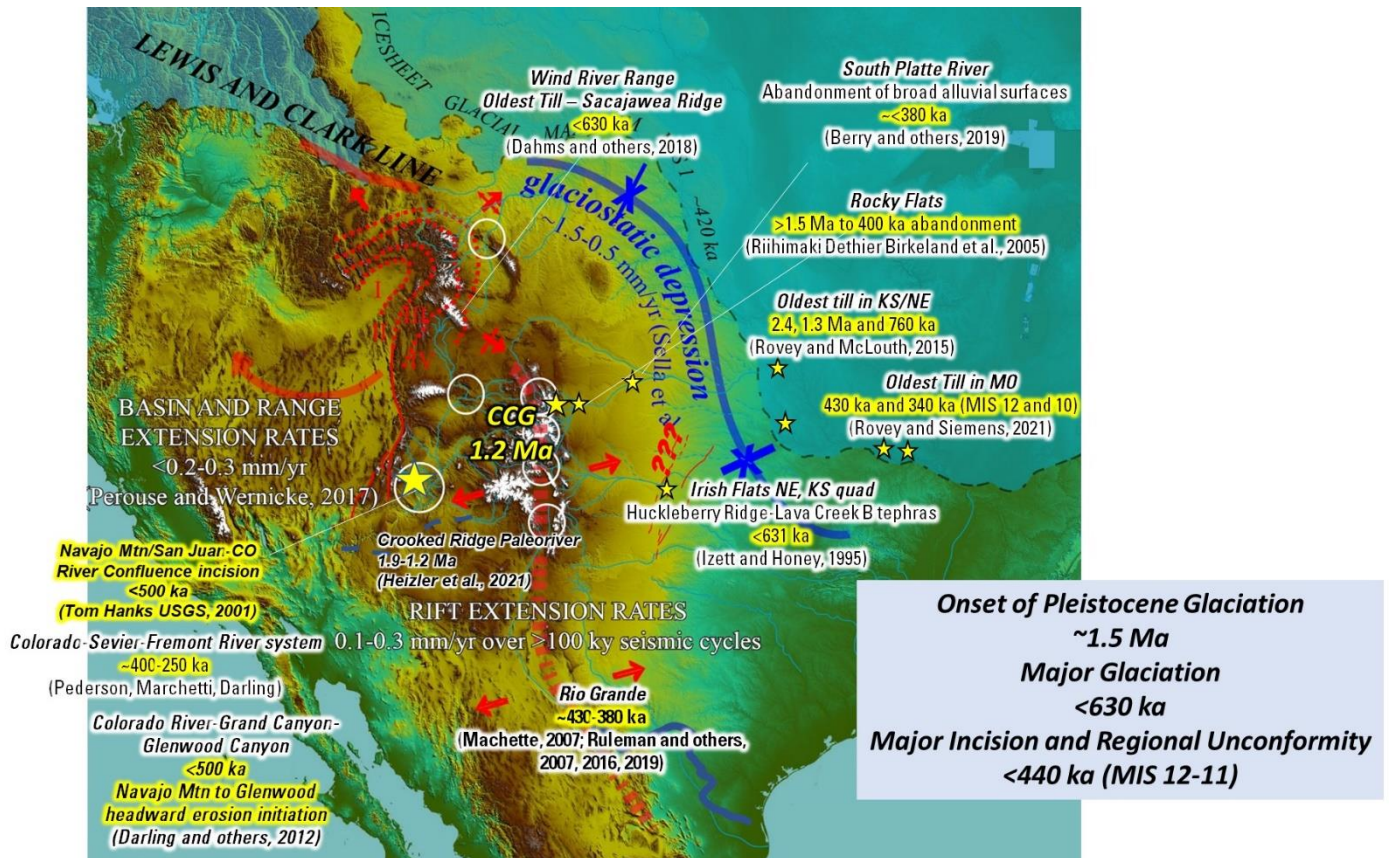 LEWIS AND CLARK LINE
ICESHEET GLACIAL MAXIMUM
~420 ka
Wind River Range
Oldest Till – Sacajawea Ridge
<630 ka
(Dahms and others, 2018)
South Platte River
Abandonment of broad alluvial surfaces
~<380 ka
(Berry and others, 2019)
glaciostatic depression
~1.5-0.5 mm/yr (Sella et al
Rocky Flats
>1.5 Ma to 400 ka abandonment
(Riihimaki Dethier Birkeland et al., 2005)
Oldest till in KS/NE
2.4, 1.3 Ma and 760 ka
(Rovey and McLouth, 2015)
Oldest Till in MO
430 ka and 340 ka (MIS 12 and 10)
(Rovey and Siemens, 2021)
I
BASIN AND RANGE
EXTENSION RATES
<0.2-0.3 mm/yr
(Perouse and Wernicke, 2017)
CCG
1.2 Ma
???
Irish Flats NE, KS quad
Huckleberry Ridge-Lava Creek B tephras
<631 ka
(Izett and Honey, 1995)
Navajo Mtn/San Juan-CO
River Confluence incision
<500 ka
(Tom Hanks USGS, 2001)
Crooked Ridge Paleoriver
1.9-1.2 Ma
(Heizler et al., 2021)
RIFT EXTENSION RATES
0.1-0.3 mm/yr over >100 ky seismic cycles
Colorado-Sevier-Fremont River system
~400-250 ka
(Pederson, Marchetti, Darling)
Rio Grande
~430-380 ka
(Machette, 2007; Ruleman and others,
2007, 2016, 2019)
Colorado River-Grand Canyon-
Glenwood Canyon
<500 ka
Navajo Mtn to Glenwood
headward erosion initiation
(Darling and others, 2012)
Onset of Pleistocene Glaciation
~1.5 Ma
Major Glaciation
<630 ka
Major Incision and Regional Unconformity
<440 ka (MIS 12-11)